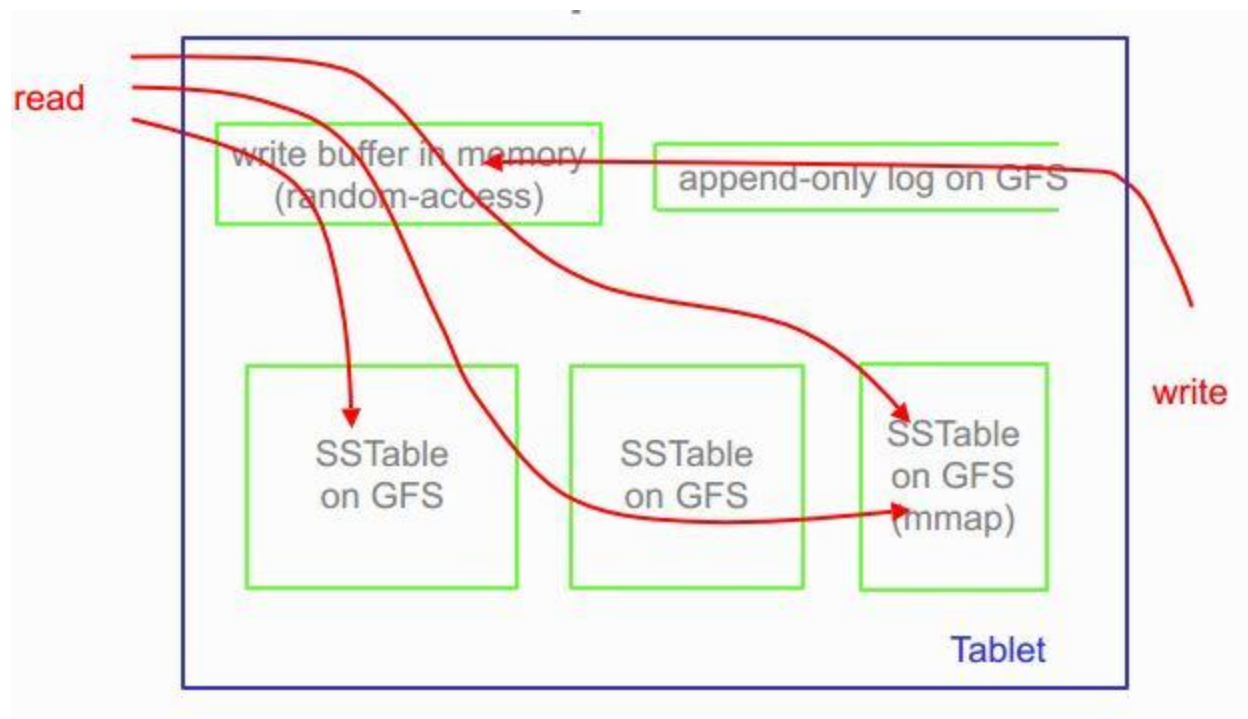 read
write buffer in memory
(random-access)
append-only log on GFS
SSTable
on GFS
SSTable
on GFS
SSTable
on GFS
(mmap)
write
Tablet